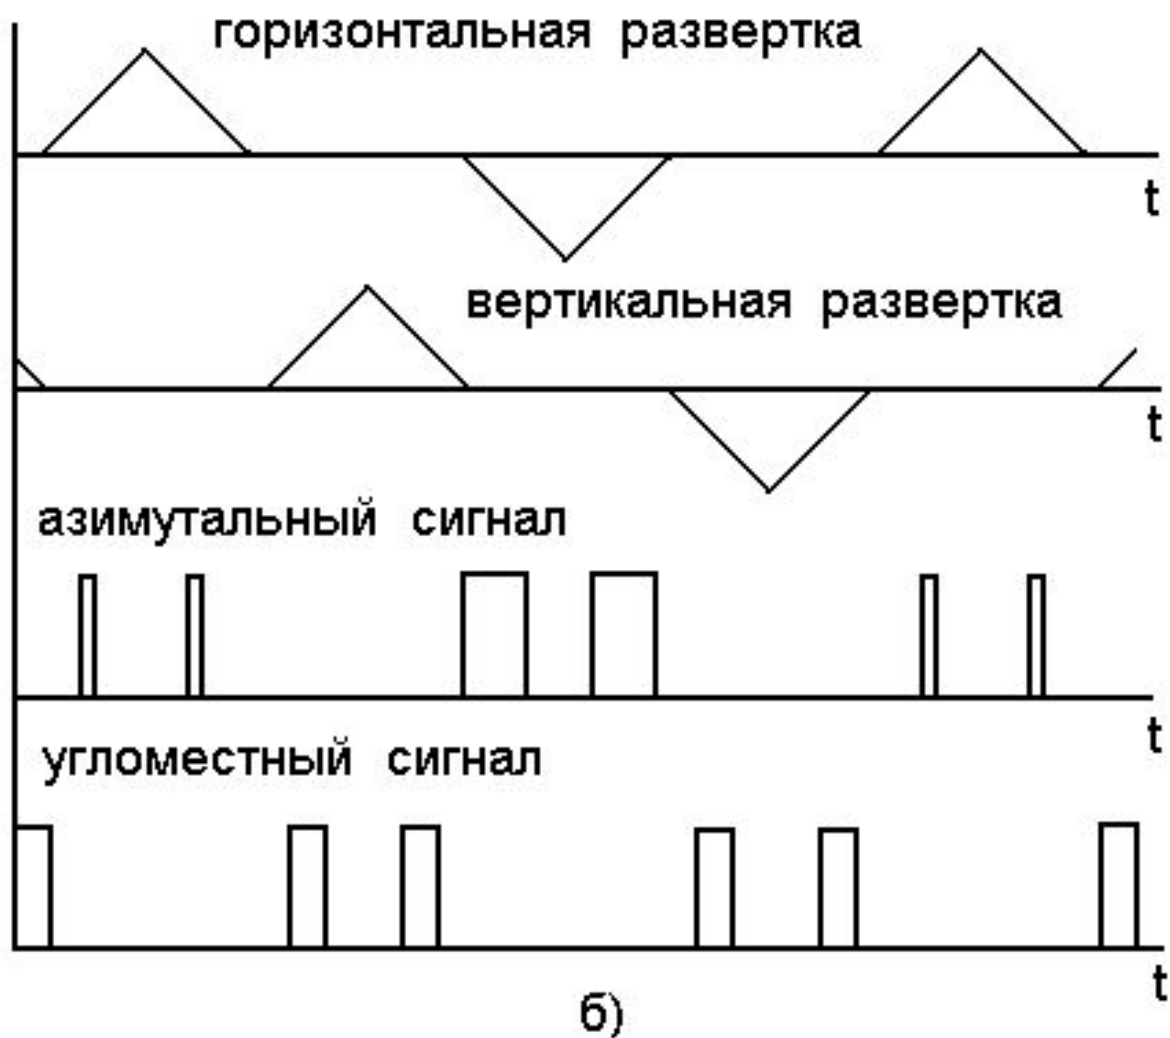 горизонтальная развертка
t
вертикальная развертка
t
азимутальный сигнал
t
угломестный сигнал
t
б)